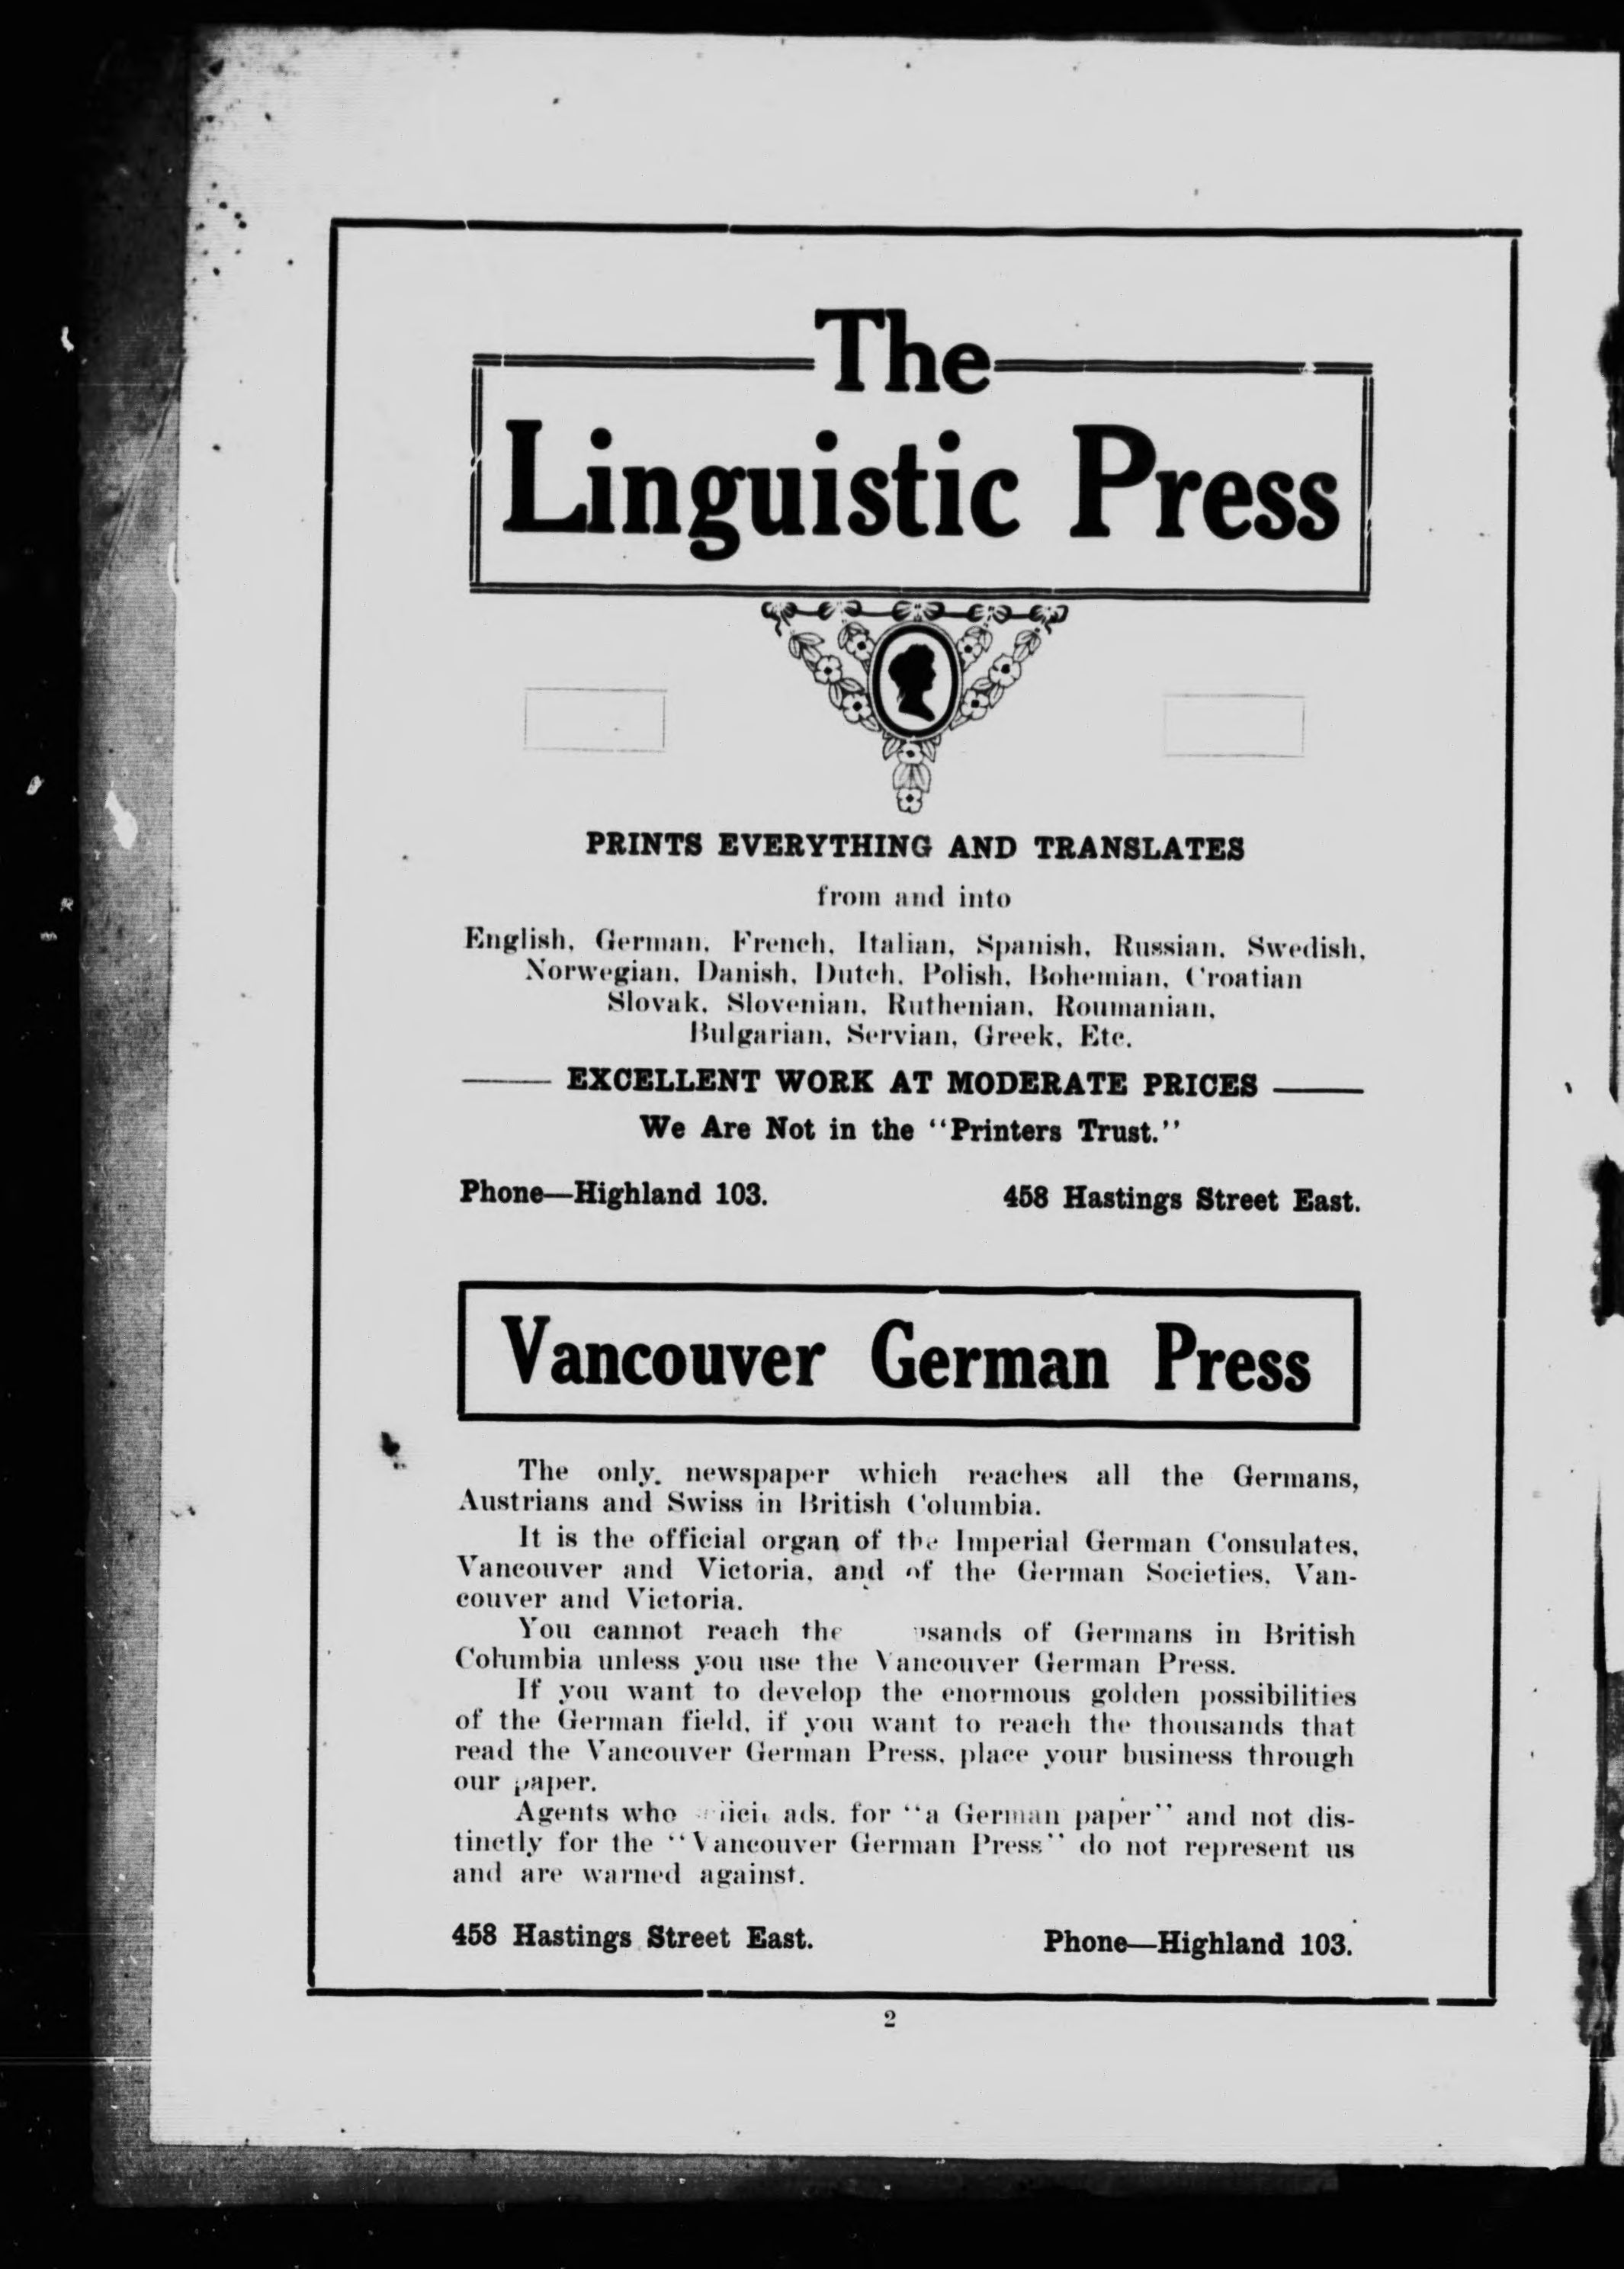 The
Linguistic Press
PRINTS EVERYTHING AND TRANSLATES
from and into
English, German, French, Italian, Spanish, Russian, Swedish,
Norwegian, Danish, Dutch, Polish, Bohemian, Croatian
Slovak, Slovenian, Ruthenian, Roumanian,
Bulgarian, Servian, Greek, Etc.
EXCELLENT WORK AT MODERATE PRICES
We Are Not in the "Printers Trust."
Phone—Highland 103. 458 Hastings Street East.
Vancouver German Press
The only newspaper which reaches all the Germans,
Austrians and Swiss in British Columbia.
It is the official organ of the Imperial German Consulates,
Vancouver and Victoria, and of the German Societies, Van-
couver and Victoria.
You cannot reach the of Germans in British
Columbia unless you use the Vancouver German Press.
If you want to develop the enormous golden possibilities
of the German field, if you want to reach the thousands that
read the Vancouver German Press, place your business through
our paper.
Agents who ads. for "a German paper" and not dis-
tinctly for the "Vancouver German Press" do not represent us
and are warned against.
458 Hastings Street East. Phone—Highland 103.
2